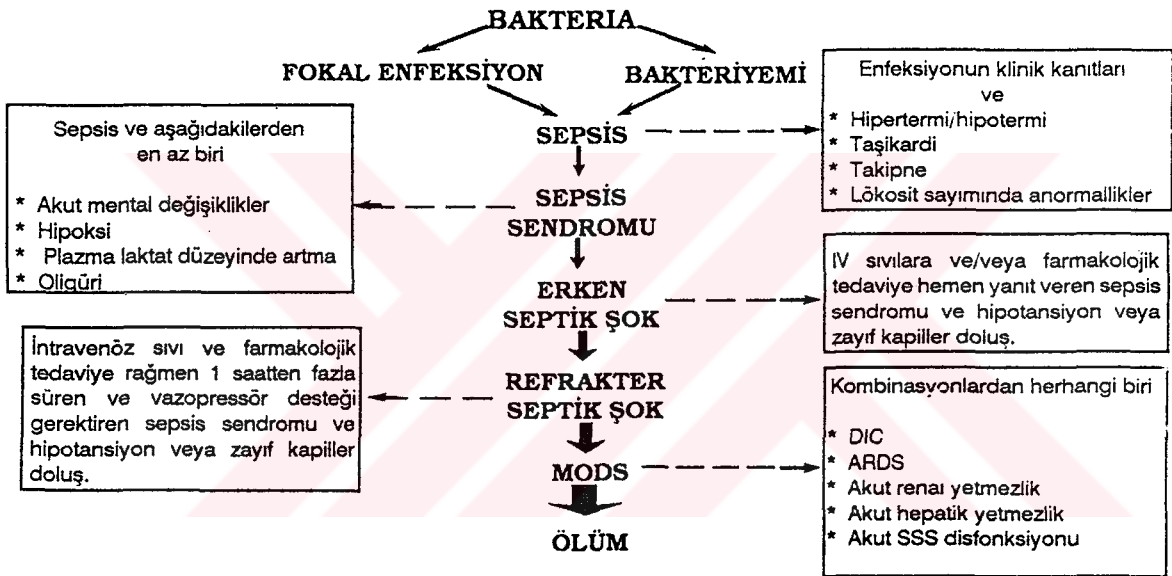 BAKTERIA
FOKAL ENFEKSİYON
BAKTERİYEMİ
Enfeksiyonun klinik kanıtları
ve
* Hipertermi/hipotermi
* Taşikardi
* Takipne
* Lökosit sayımında anormallikler
SEPSİS
Sepsis ve aşağıdakilerden
en az biri
* Akut mental değişiklikler
* Hipoksi
* Plazma laktat düzeyinde artma
* Oligüri
SEPSİS
SENDROMU
ERKEN
SEPTİK ŞOK
IV sıvılara ve/veya farmakolojik
tedaviye hemen yanıt veren sepsis
sendromu ve hipotansiyon veya
zayıf kapiller doluş.
İntravenöz sıvı ve farmakolojik
tedaviye rağmen 1 saatten fazla
süren ve vazopressör desteği
gerektiren sepsis sendromu ve
hipotansiyon veya zayıf kapiller
doluş.
REFRAKTER
SEPTİK ŞOK
Kombinasyonlardan herhangi biri
* DIC
* ARDS
* Akut renal yetmezlik
* Akut hepatik yetmezlik
* Akut SSS disfonksiyonu
MODS
ÖLÜM